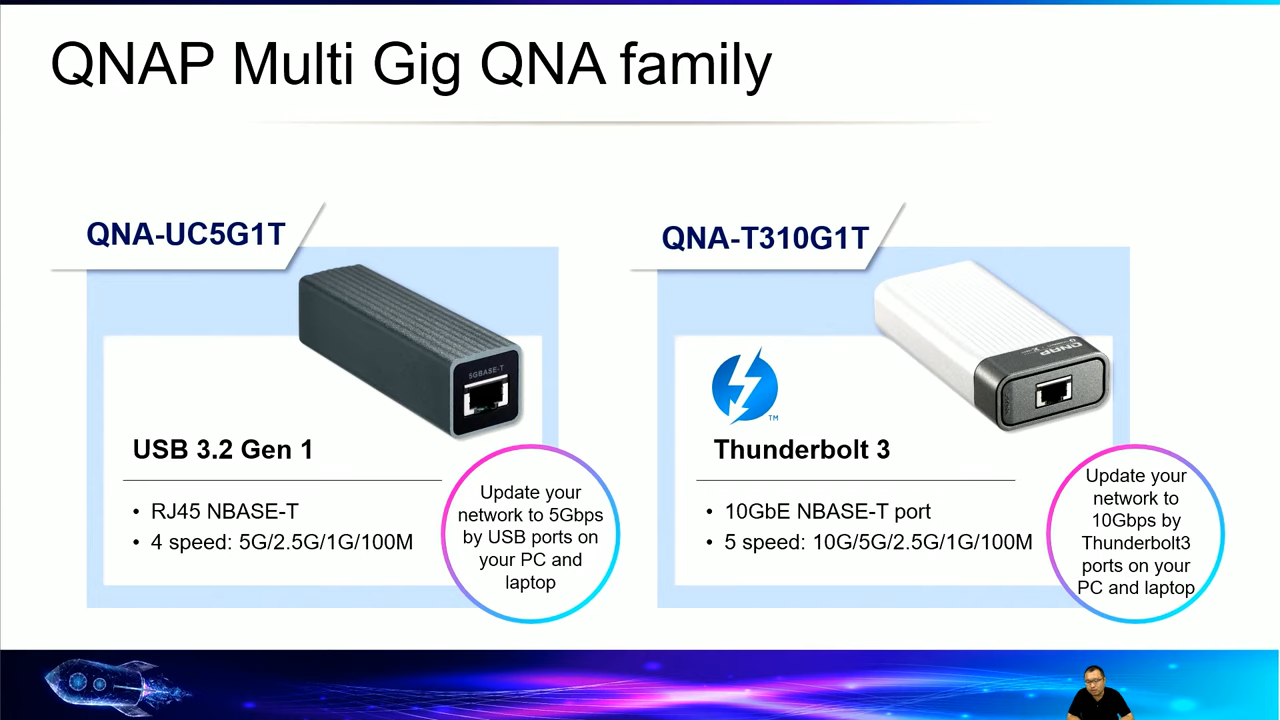 QNAP Multi Gig QNA family
QNA-UC5G1T
5GBASE-T
USB 3.2 Gen 1
• RJ45 NBASE-T
• 4 speed: 5G/2.5G/1G/100M
Update your
network to 5Gbps
by USB ports on
your PC and
laptop
QNA-T310G1T
QNAP
TM
Thunderbolt 3
• 10GbE NBASE-T port
• 5 speed: 10G/5G/2.5G/1G/100M
Update your
network to
10Gbps by
Thunderbolt3
ports on your
PC and laptop